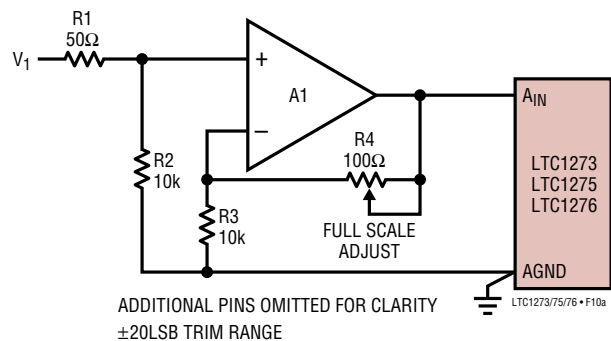 R1
50Ω
V1
+
A1
−
R2
10k
R3
10k
R4
100Ω
FULL SCALE
ADJUST
AIN
LTC1273
LTC1275
LTC1276
AGND
LTC1273/75/76 • F10a
ADDITIONAL PINS OMITTED FOR CLARITY
±20LSB TRIM RANGE